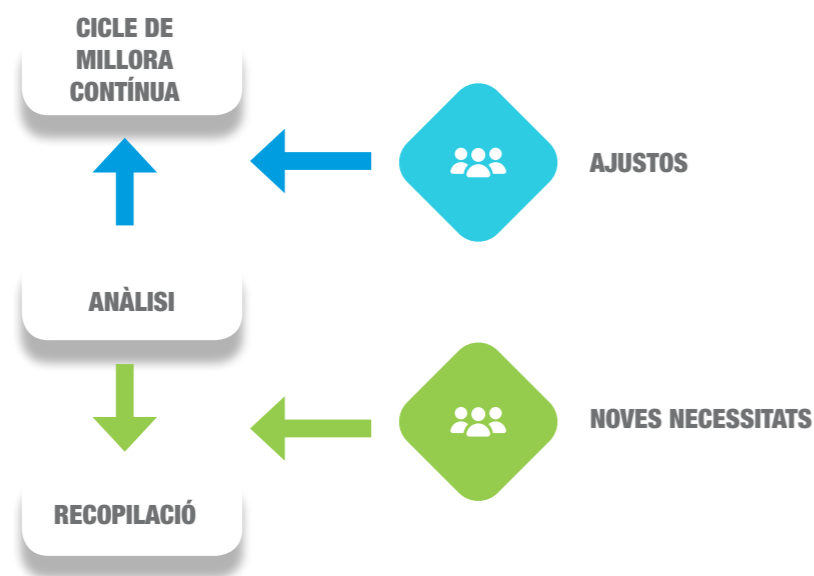 CICLE DE
MILLORA
CONTÍNUA
AJUSTOS
ANÀLISI
NOVES NECESSITATS
RECOPILACIÓ